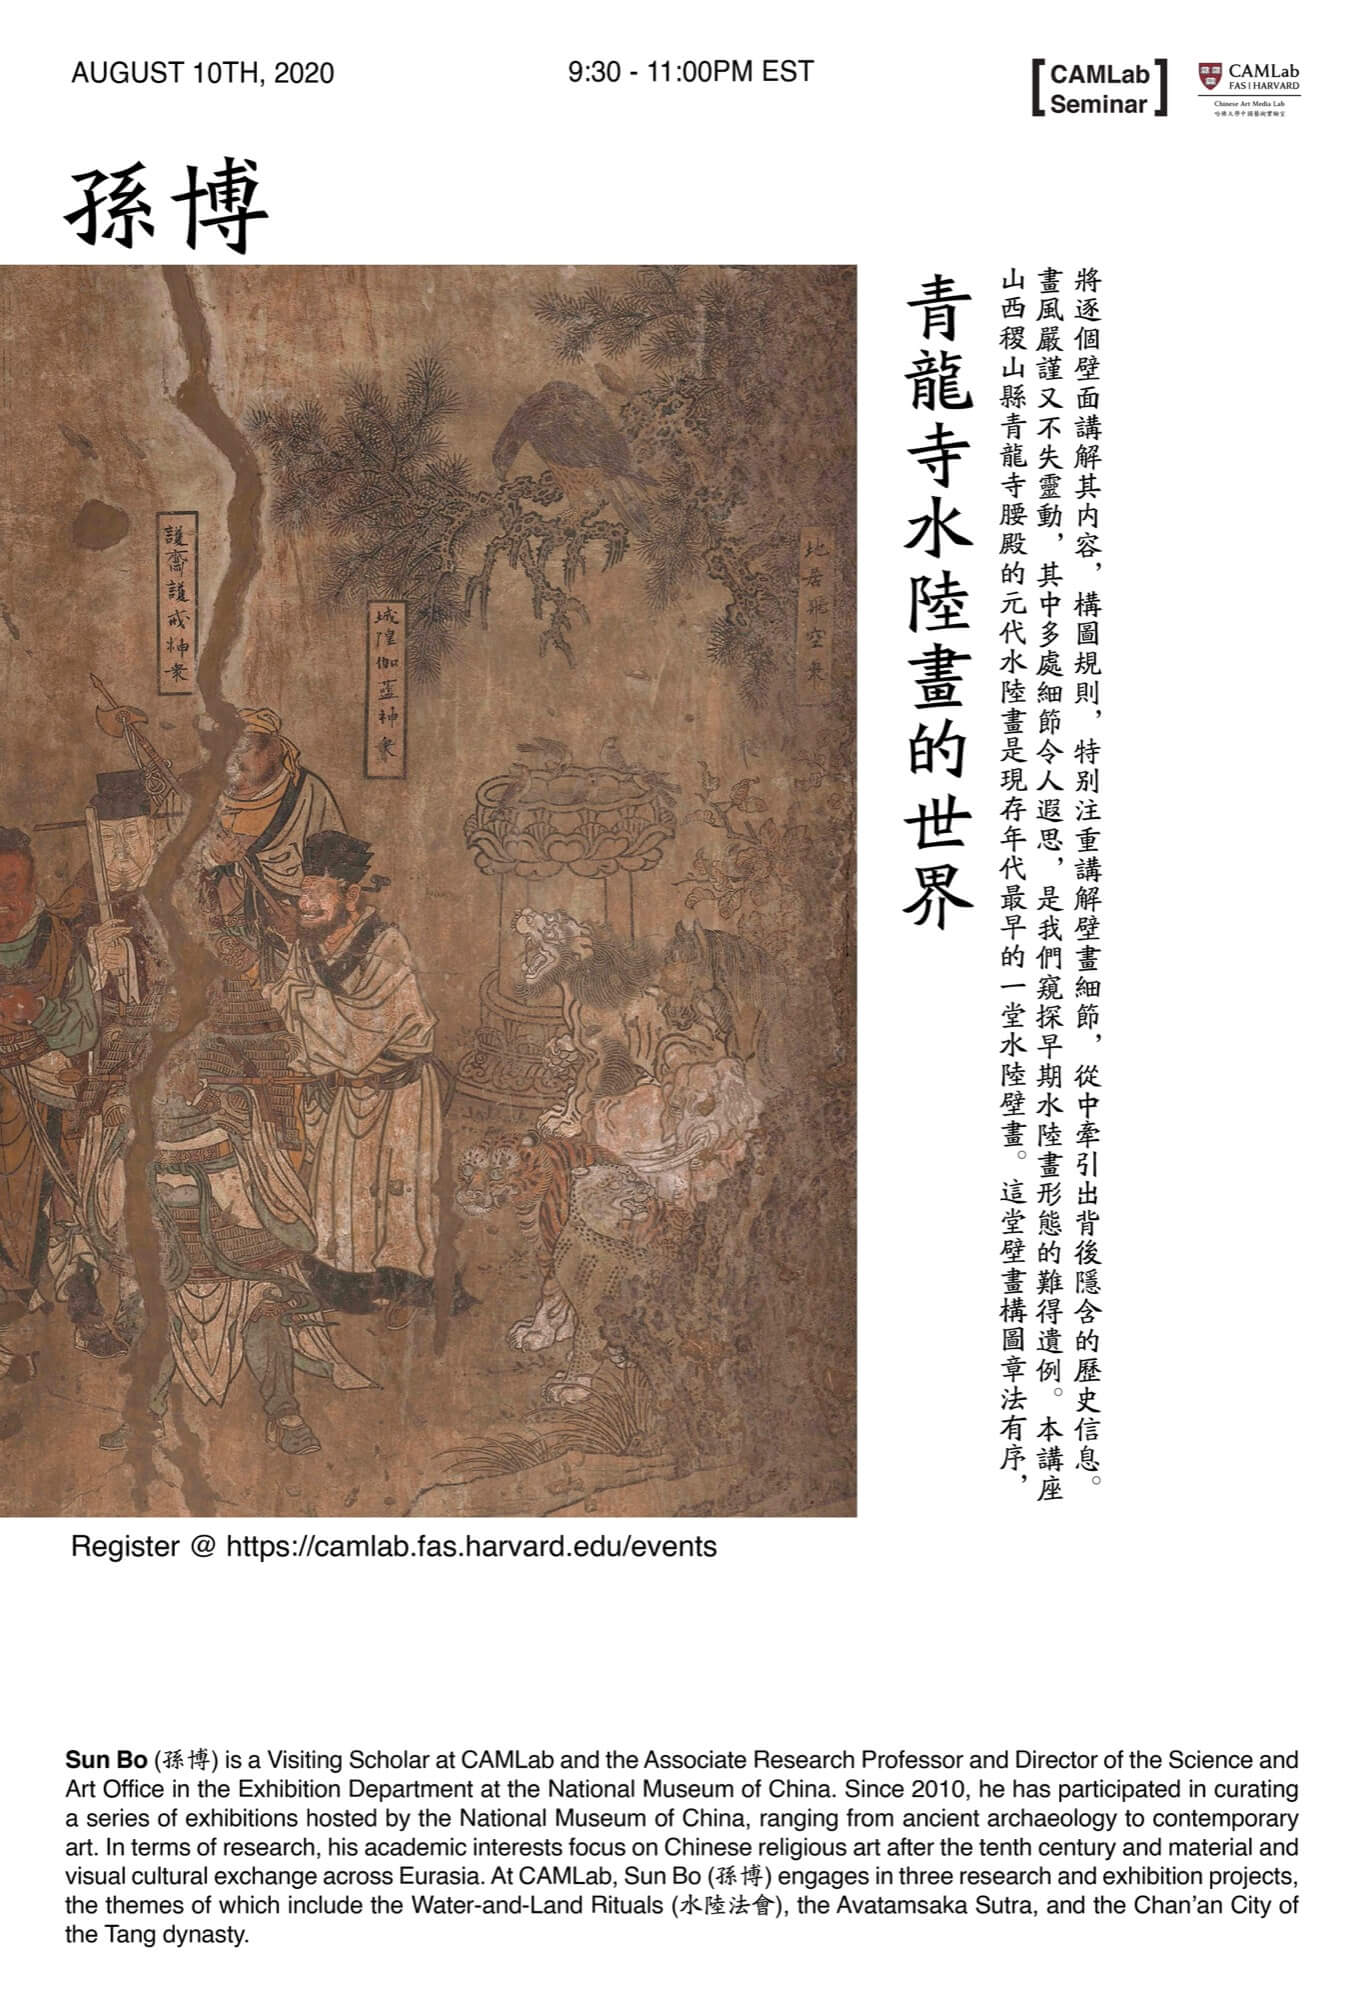 AUGUST 10TH, 2020
9:30 - 11:00PM EST
[CAMLab
Seminar]
CAMLab
FAS | HARVARD
Chinese Art Media Lab
哈佛大學中國藝術實驗室
孫博
青龍寺水陸畫的世界
山西稷山縣青龍寺腰殿的元代水陸畫是現存年代最早的一堂水陸壁畫。這堂壁畫構圖章法有序，
畫風嚴謹又不失靈動，其中多處細節令人遐思，是我們窺探早期水陸畫形態的難得遺例。本講座
將逐個壁面講解其内容，構圖規則，特别注重講解壁畫細節，從中牽引出背後隱含的歷史信息。
護齋護戒神衆
城隍伽藍神衆
地居飛空衆
Register @ https://camlab.fas.harvard.edu/events
Sun Bo (孫博) is a Visiting Scholar at CAMLab and the Associate Research Professor and Director of the Science and
Art Office in the Exhibition Department at the National Museum of China. Since 2010, he has participated in curating
a series of exhibitions hosted by the National Museum of China, ranging from ancient archaeology to contemporary
art. In terms of research, his academic interests focus on Chinese religious art after the tenth century and material and
visual cultural exchange across Eurasia. At CAMLab, Sun Bo (孫博) engages in three research and exhibition projects,
the themes of which include the Water-and-Land Rituals (水陸法會), the Avatamsaka Sutra, and the Chan’an City of
the Tang dynasty.